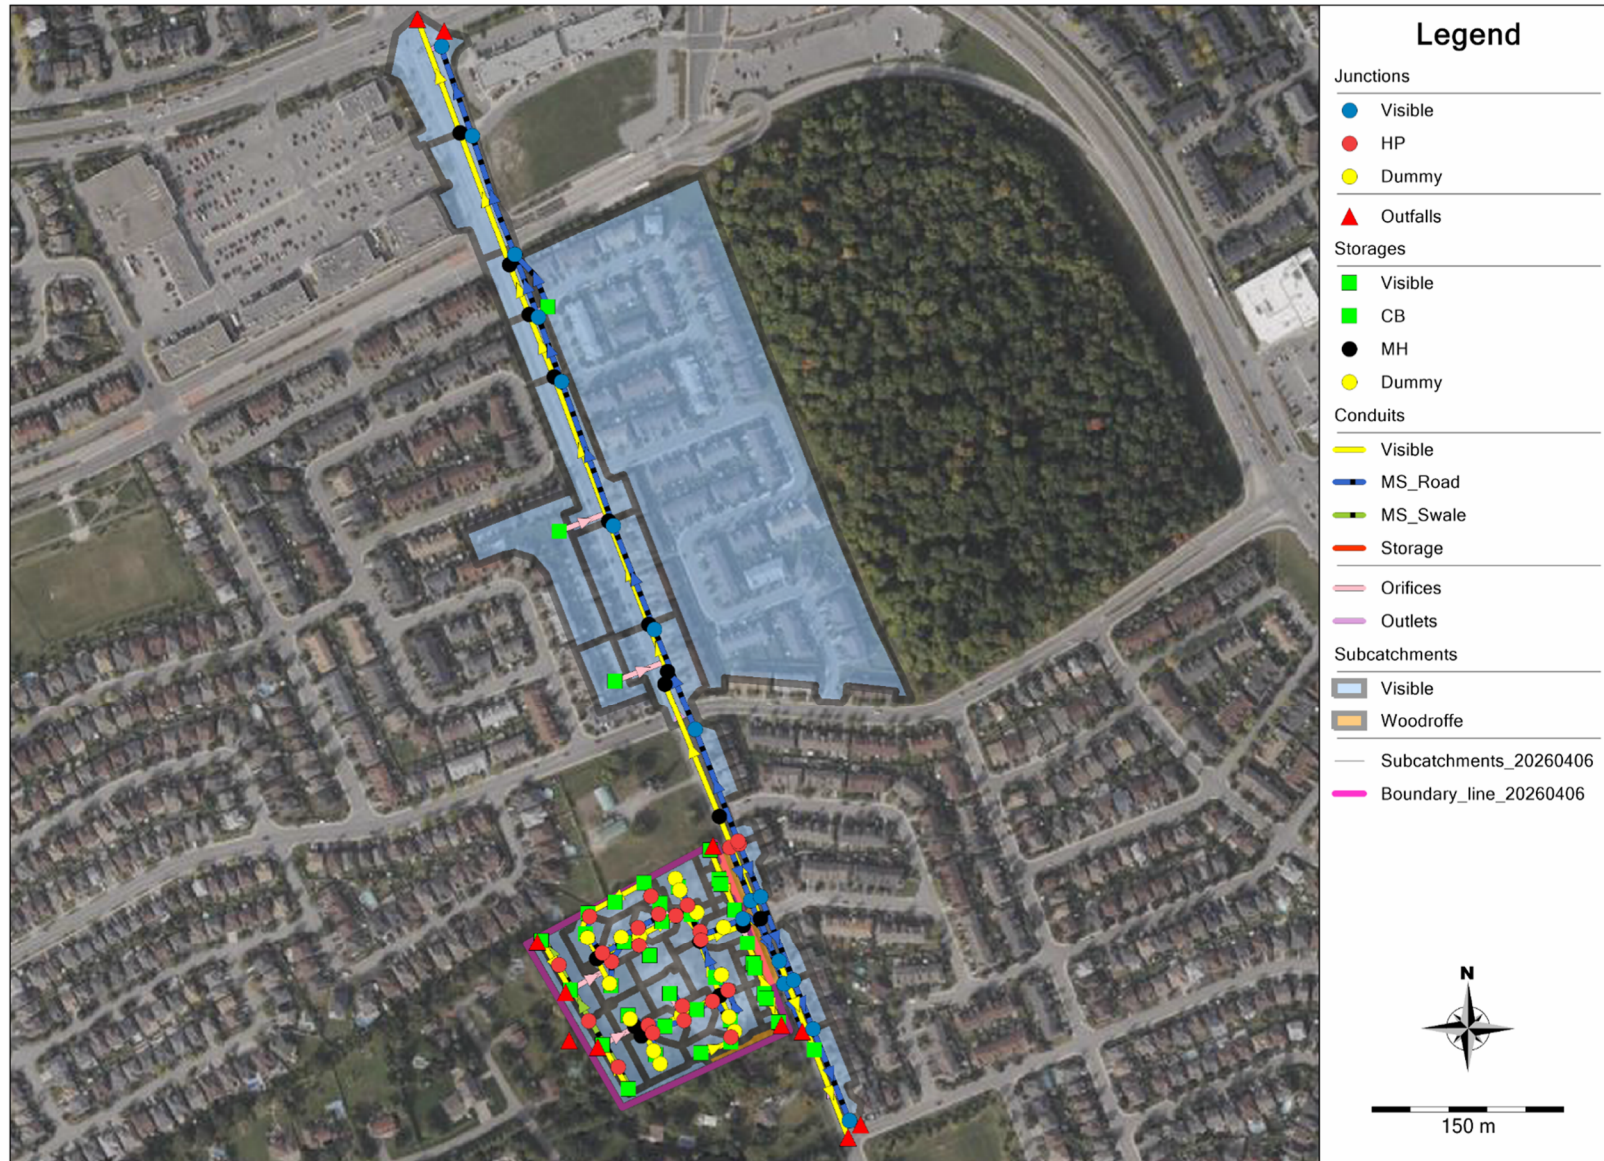 Legend
Junctions
Visible
HP
Dummy
Outfalls
Storages
Visible
CB
MH
Dummy
Conduits
Visible
MS_Road
MS_Swale
Storage
Orifices
Outlets
Subcatchments
Visible
Woodroffe
Subcatchments_20260406
Boundary_line_20260406
N
150 m